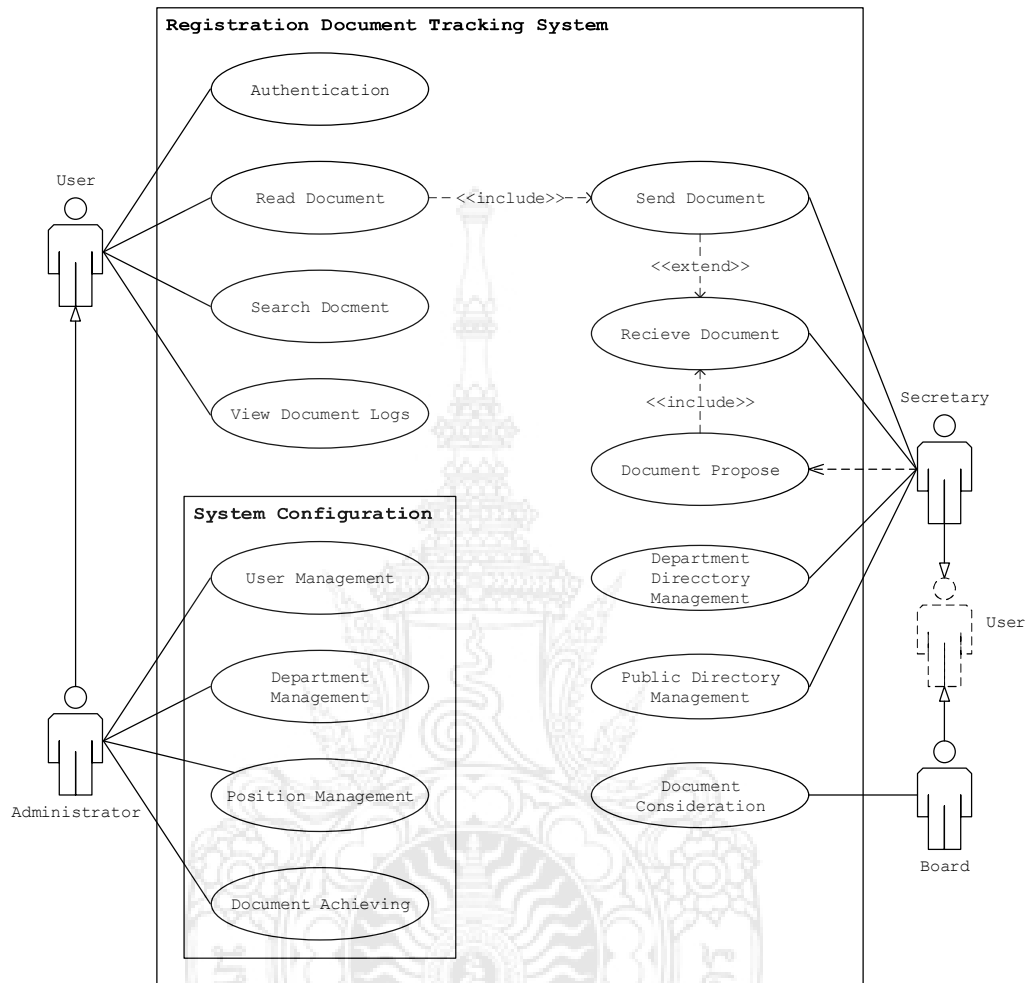 Registration Document Tracking System
Authentication
User
Read Document
<<include>>
Send Document
<<extend>>
Search Docment
Recieve Document
<<include>>
View Document Logs
Secretary
Document Propose
System Configuration
User Management
Department
Direcctory
Management
User
Department
Management
Public Directory
Management
Administrator
Position Management
Document
Consideration
Board
Document Achieving